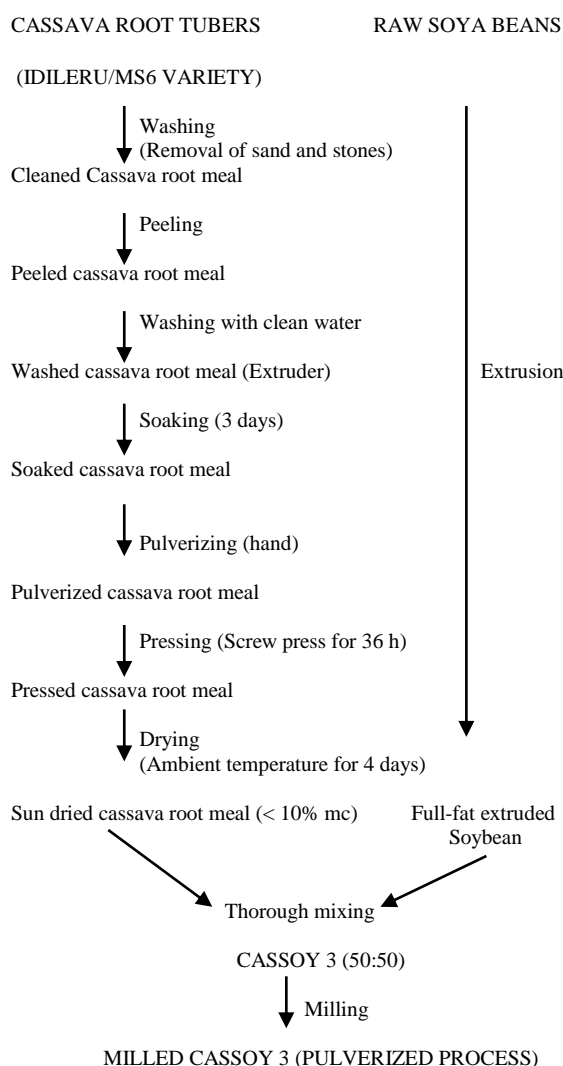 CASSAVA ROOT TUBERS RAW SOYA BEANS
(IDILERU/MS6 VARIETY)
Washing
(Removal of sand and stones)
Cleaned Cassava root meal
Peeling
Peeled cassava root meal
Washing with clean water
Washed cassava root meal (Extruder)
Extrusion
Soaking (3 days)
Soaked cassava root meal
Pulverizing (hand)
Pulverized cassava root meal
Pressing (Screw press for 36 h)
Pressed cassava root meal
Drying
(Ambient temperature for 4 days)
Sun dried cassava root meal (< 10% mc)
Full-fat extruded
Soybean
Thorough mixing
CASSOY 3 (50:50)
Milling
MILLED CASSOY 3 (PULVERIZED PROCESS)